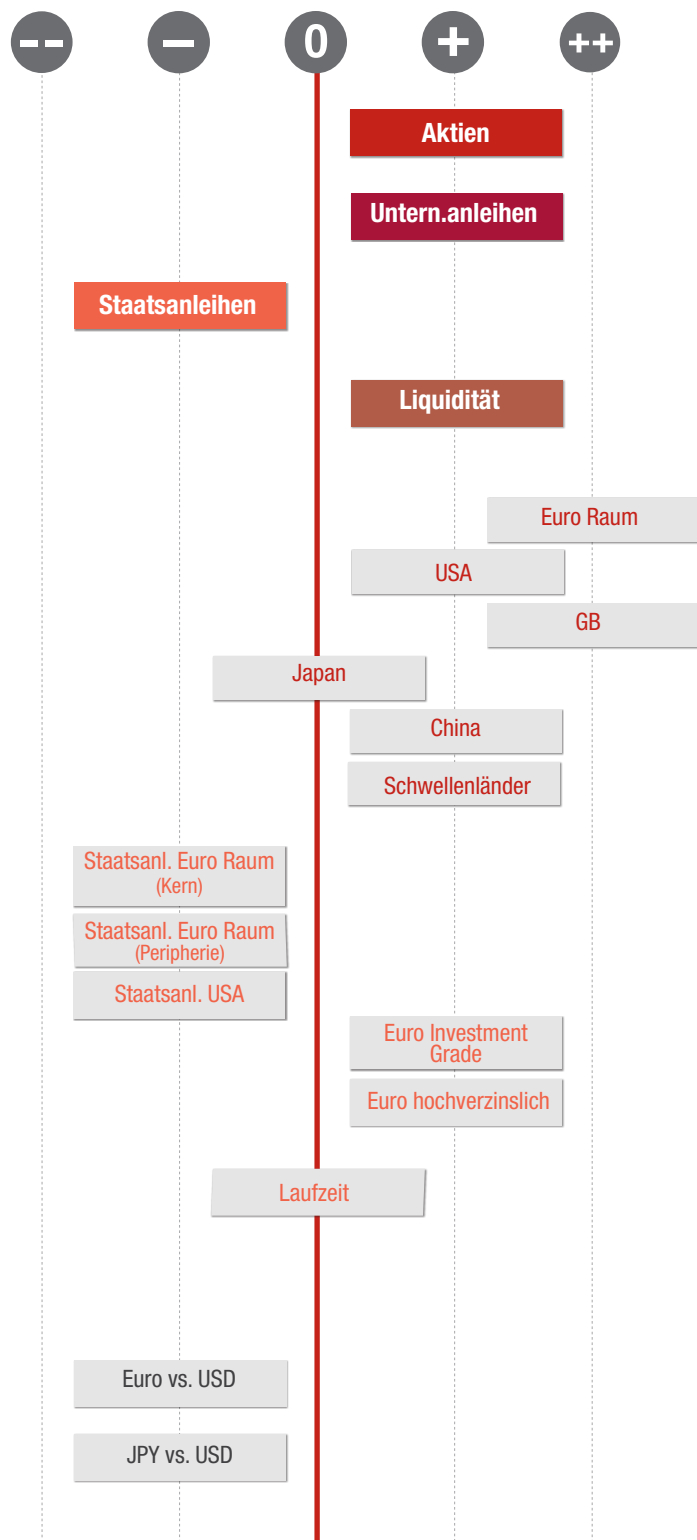 -- - 0 + ++
Aktien
Untern.anleihen
Staatsanleihen
Liquidität
Euro Raum
USA
GB
Japan
China
Schwellenländer
Staatsanl. Euro Raum
(Kern)
Staatsanl. Euro Raum
(Peripherie)
Staatsanl. USA
Euro Investment
Grade
Euro hochverzinslich
Laufzeit
Euro vs. USD
JPY vs. USD